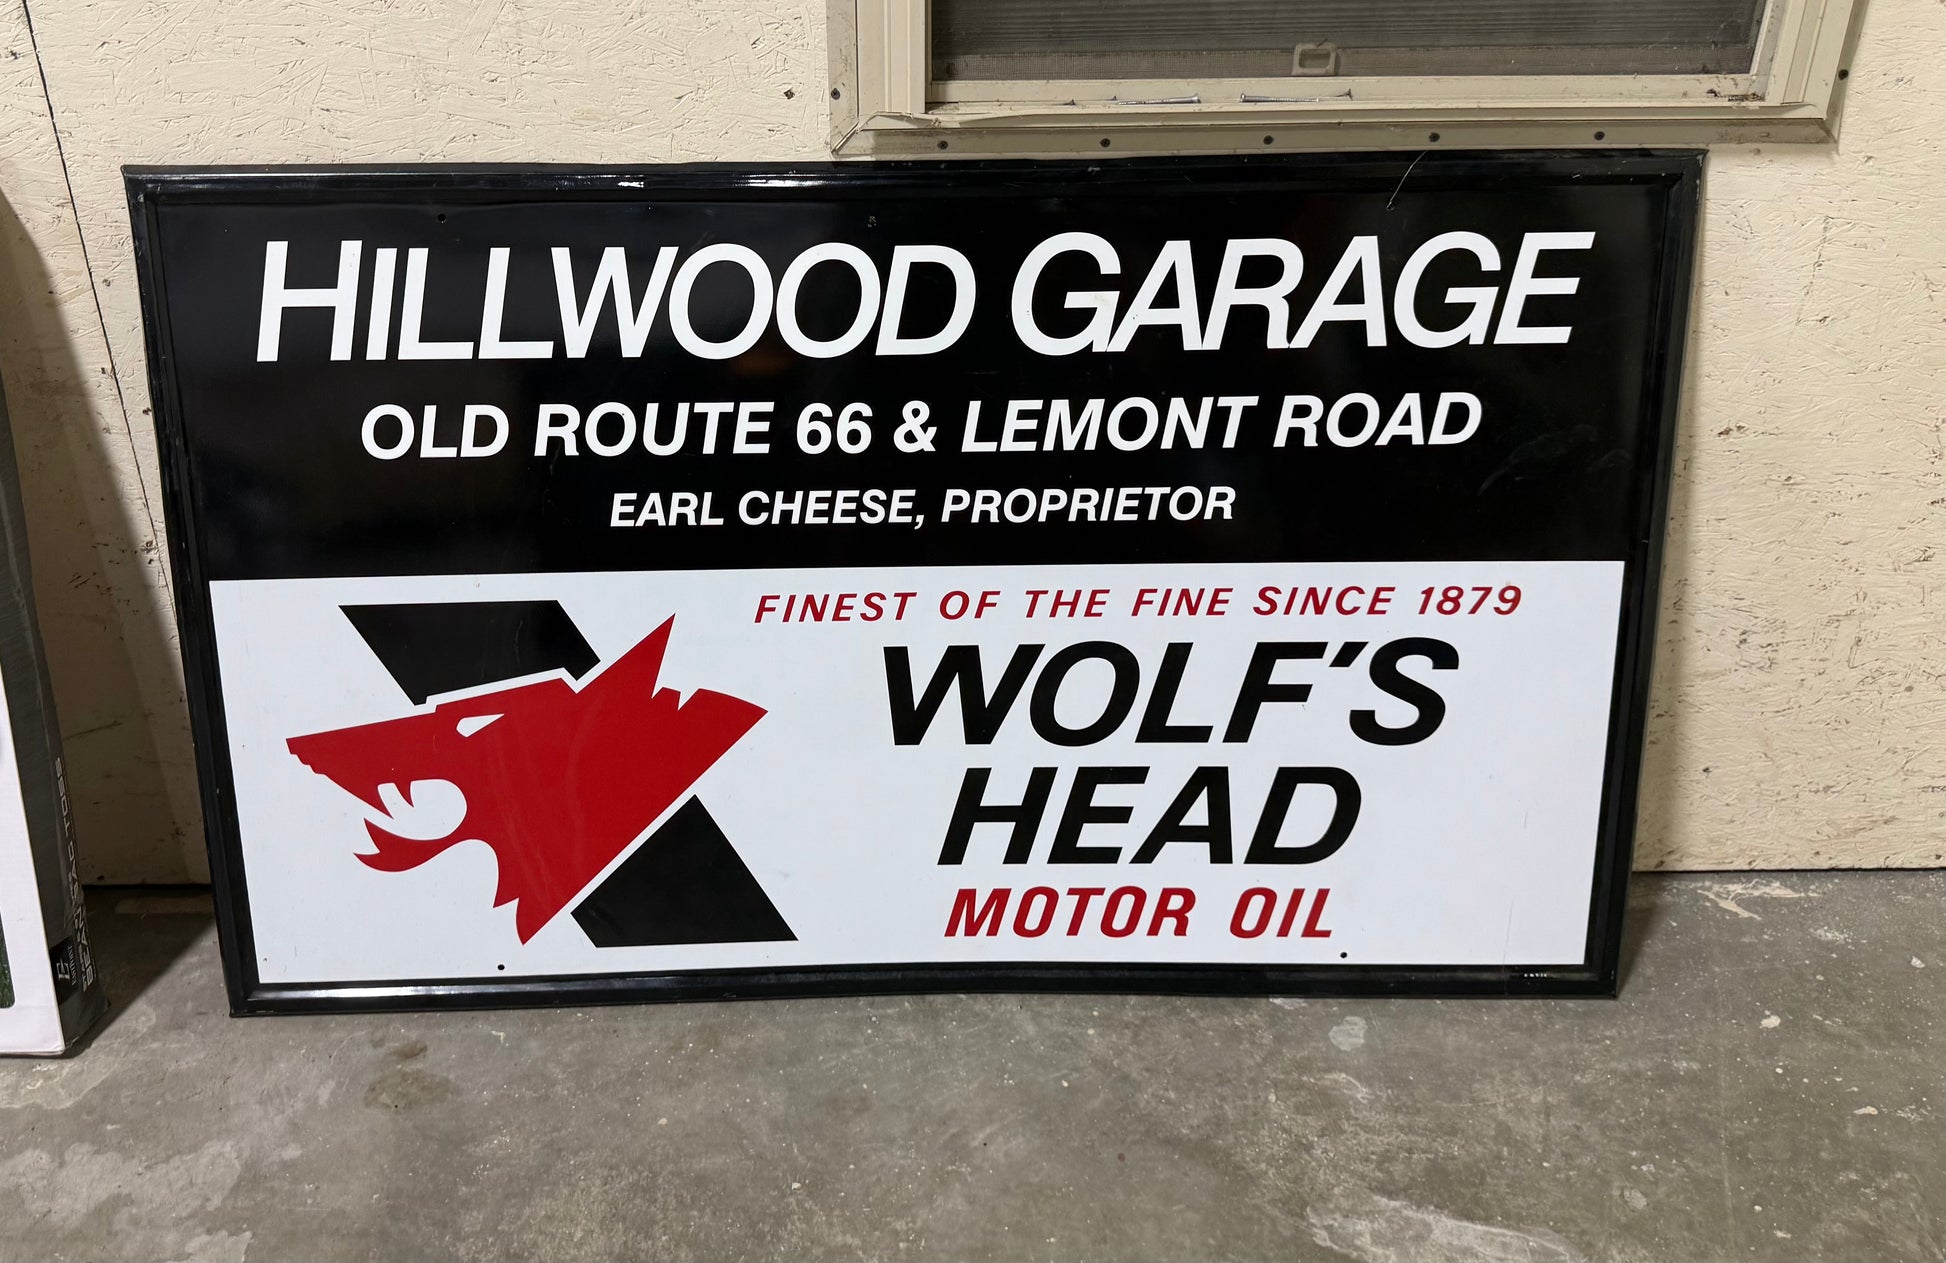 HILLWOOD GARAGE
OLD ROUTE 66 & LEMONT ROAD
EARL CHEESE, PROPRIETOR
FINEST OF THE FINE SINCE 1879
WOLF'S
HEAD
MOTOR OIL